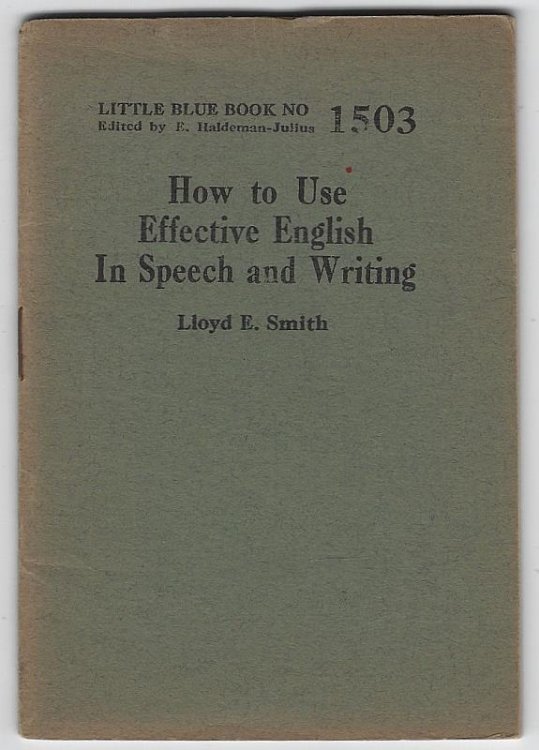 LITTLE BLUE BOOK NO 1503
Edited by E. Haldeman-Julius
How to Use
Effective English
In Speech and Writing
Lloyd E. Smith